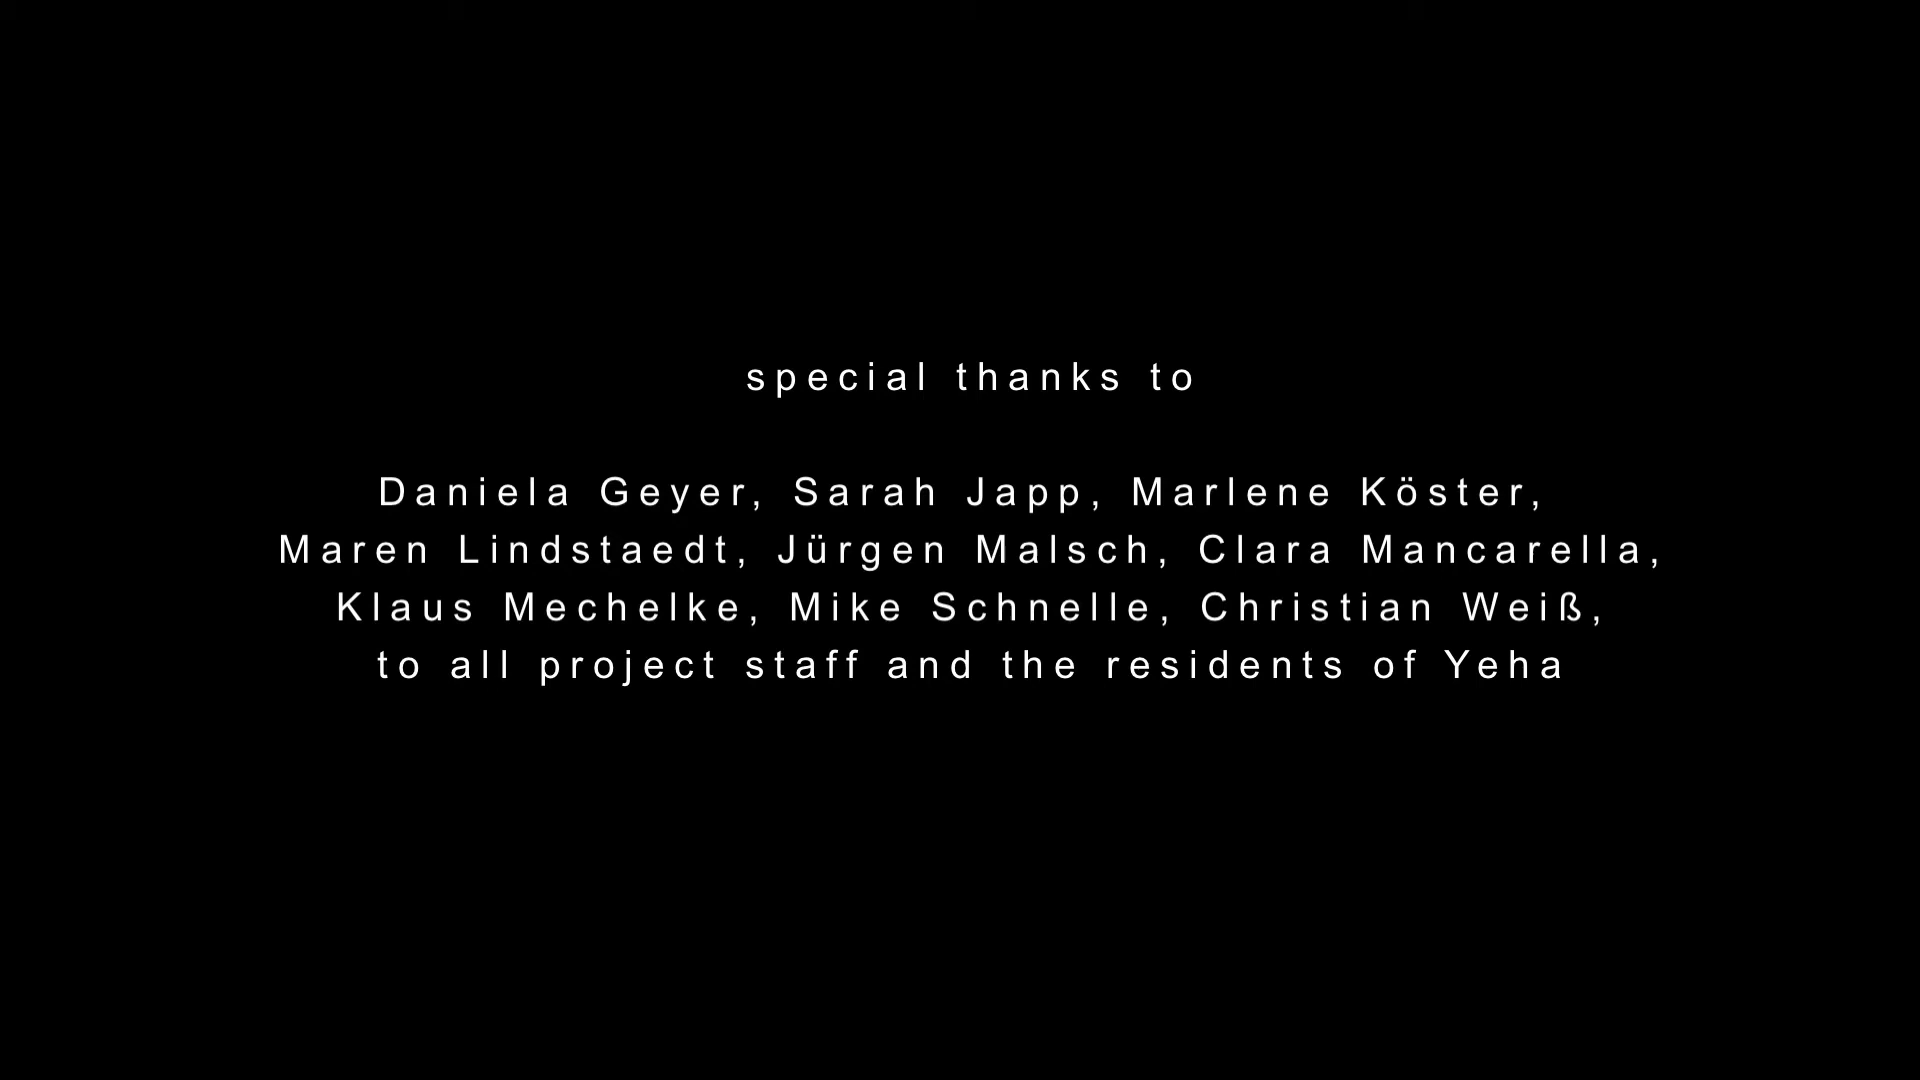 special thanks to
Daniela Geyer, Sarah Japp, Marlene Köster,
Maren Lindstaedt, Jürgen Malsch, Clara Mancarella,
Klaus Mechelke, Mike Schnelle, Christian Weiß,
to all project staff and the residents of Yeha